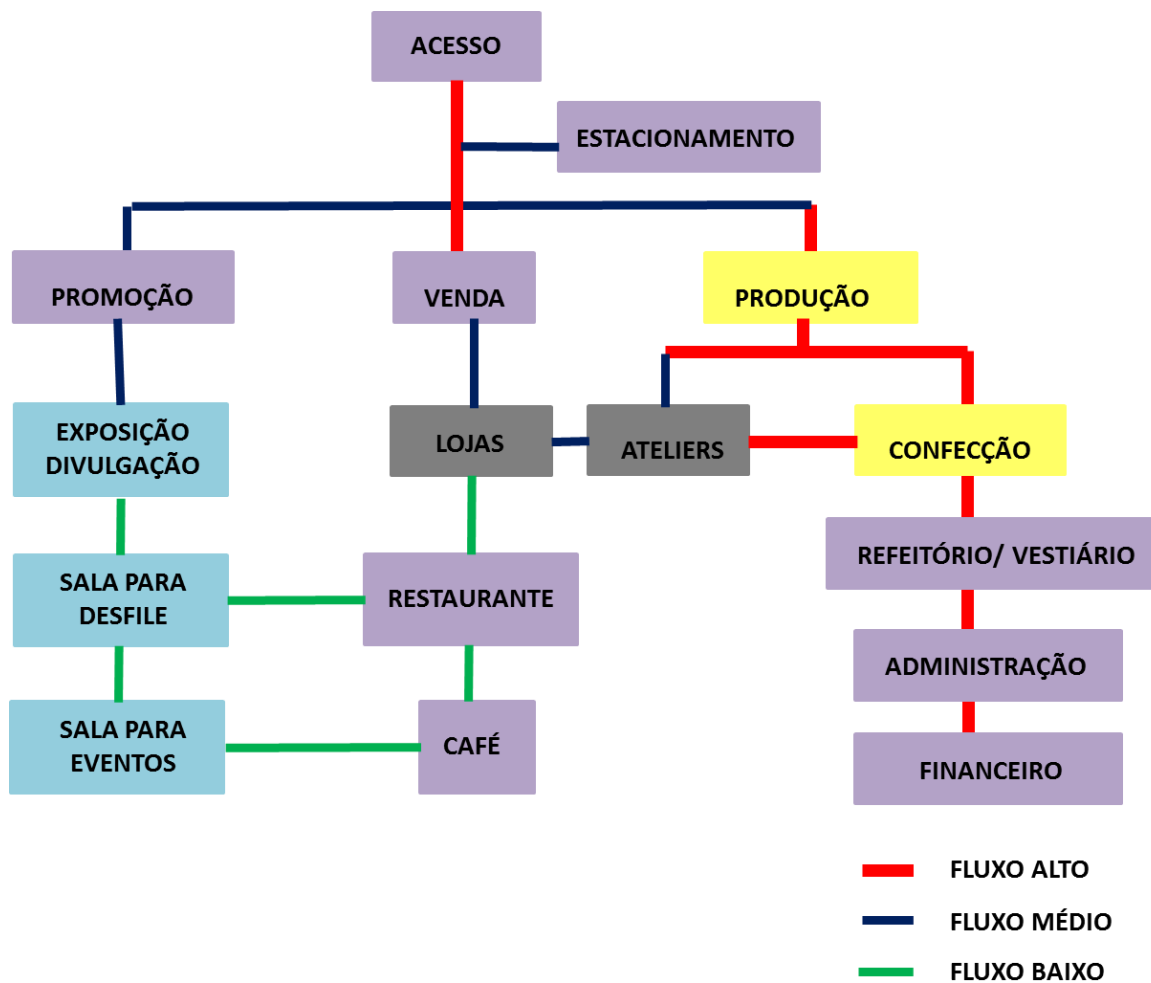 ACESSO
ESTACIONAMENTO
PROMOÇÃO
VENDA
PRODUÇÃO
EXPOSIÇÃO
DIVULGAÇÃO
LOJAS
ATELIERS
CONFECÇÃO
SALA PARA
DESFILE
RESTAURANTE
REFEITÓRIO/ VESTIÁRIO
ADMINISTRAÇÃO
SALA PARA
EVENTOS
CAFÉ
FINANCEIRO
FLUXO ALTO
FLUXO MÉDIO
FLUXO BAIXO